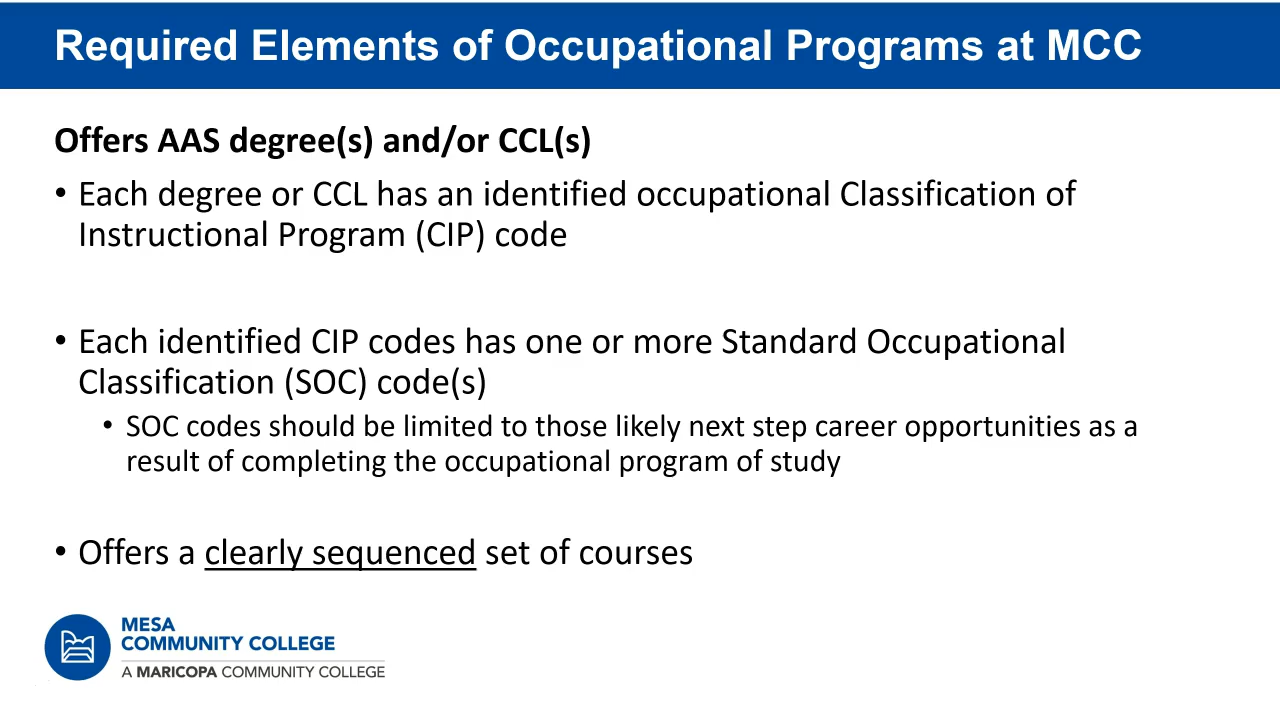 Required Elements of Occupational Programs at MCC
Offers AAS degree(s) and/or CCL(s)
• Each degree or CCL has an identified occupational Classification of
Instructional Program (CIP) code
• Each identified CIP codes has one or more Standard Occupational
Classification (SOC) code(s)
• SOC codes should be limited to those likely next step career opportunities as a
result of completing the occupational program of study
• Offers a clearly sequenced set of courses
MESA
COMMUNITY COLLEGE
A MARICOPA COMMUNITY COLLEGE